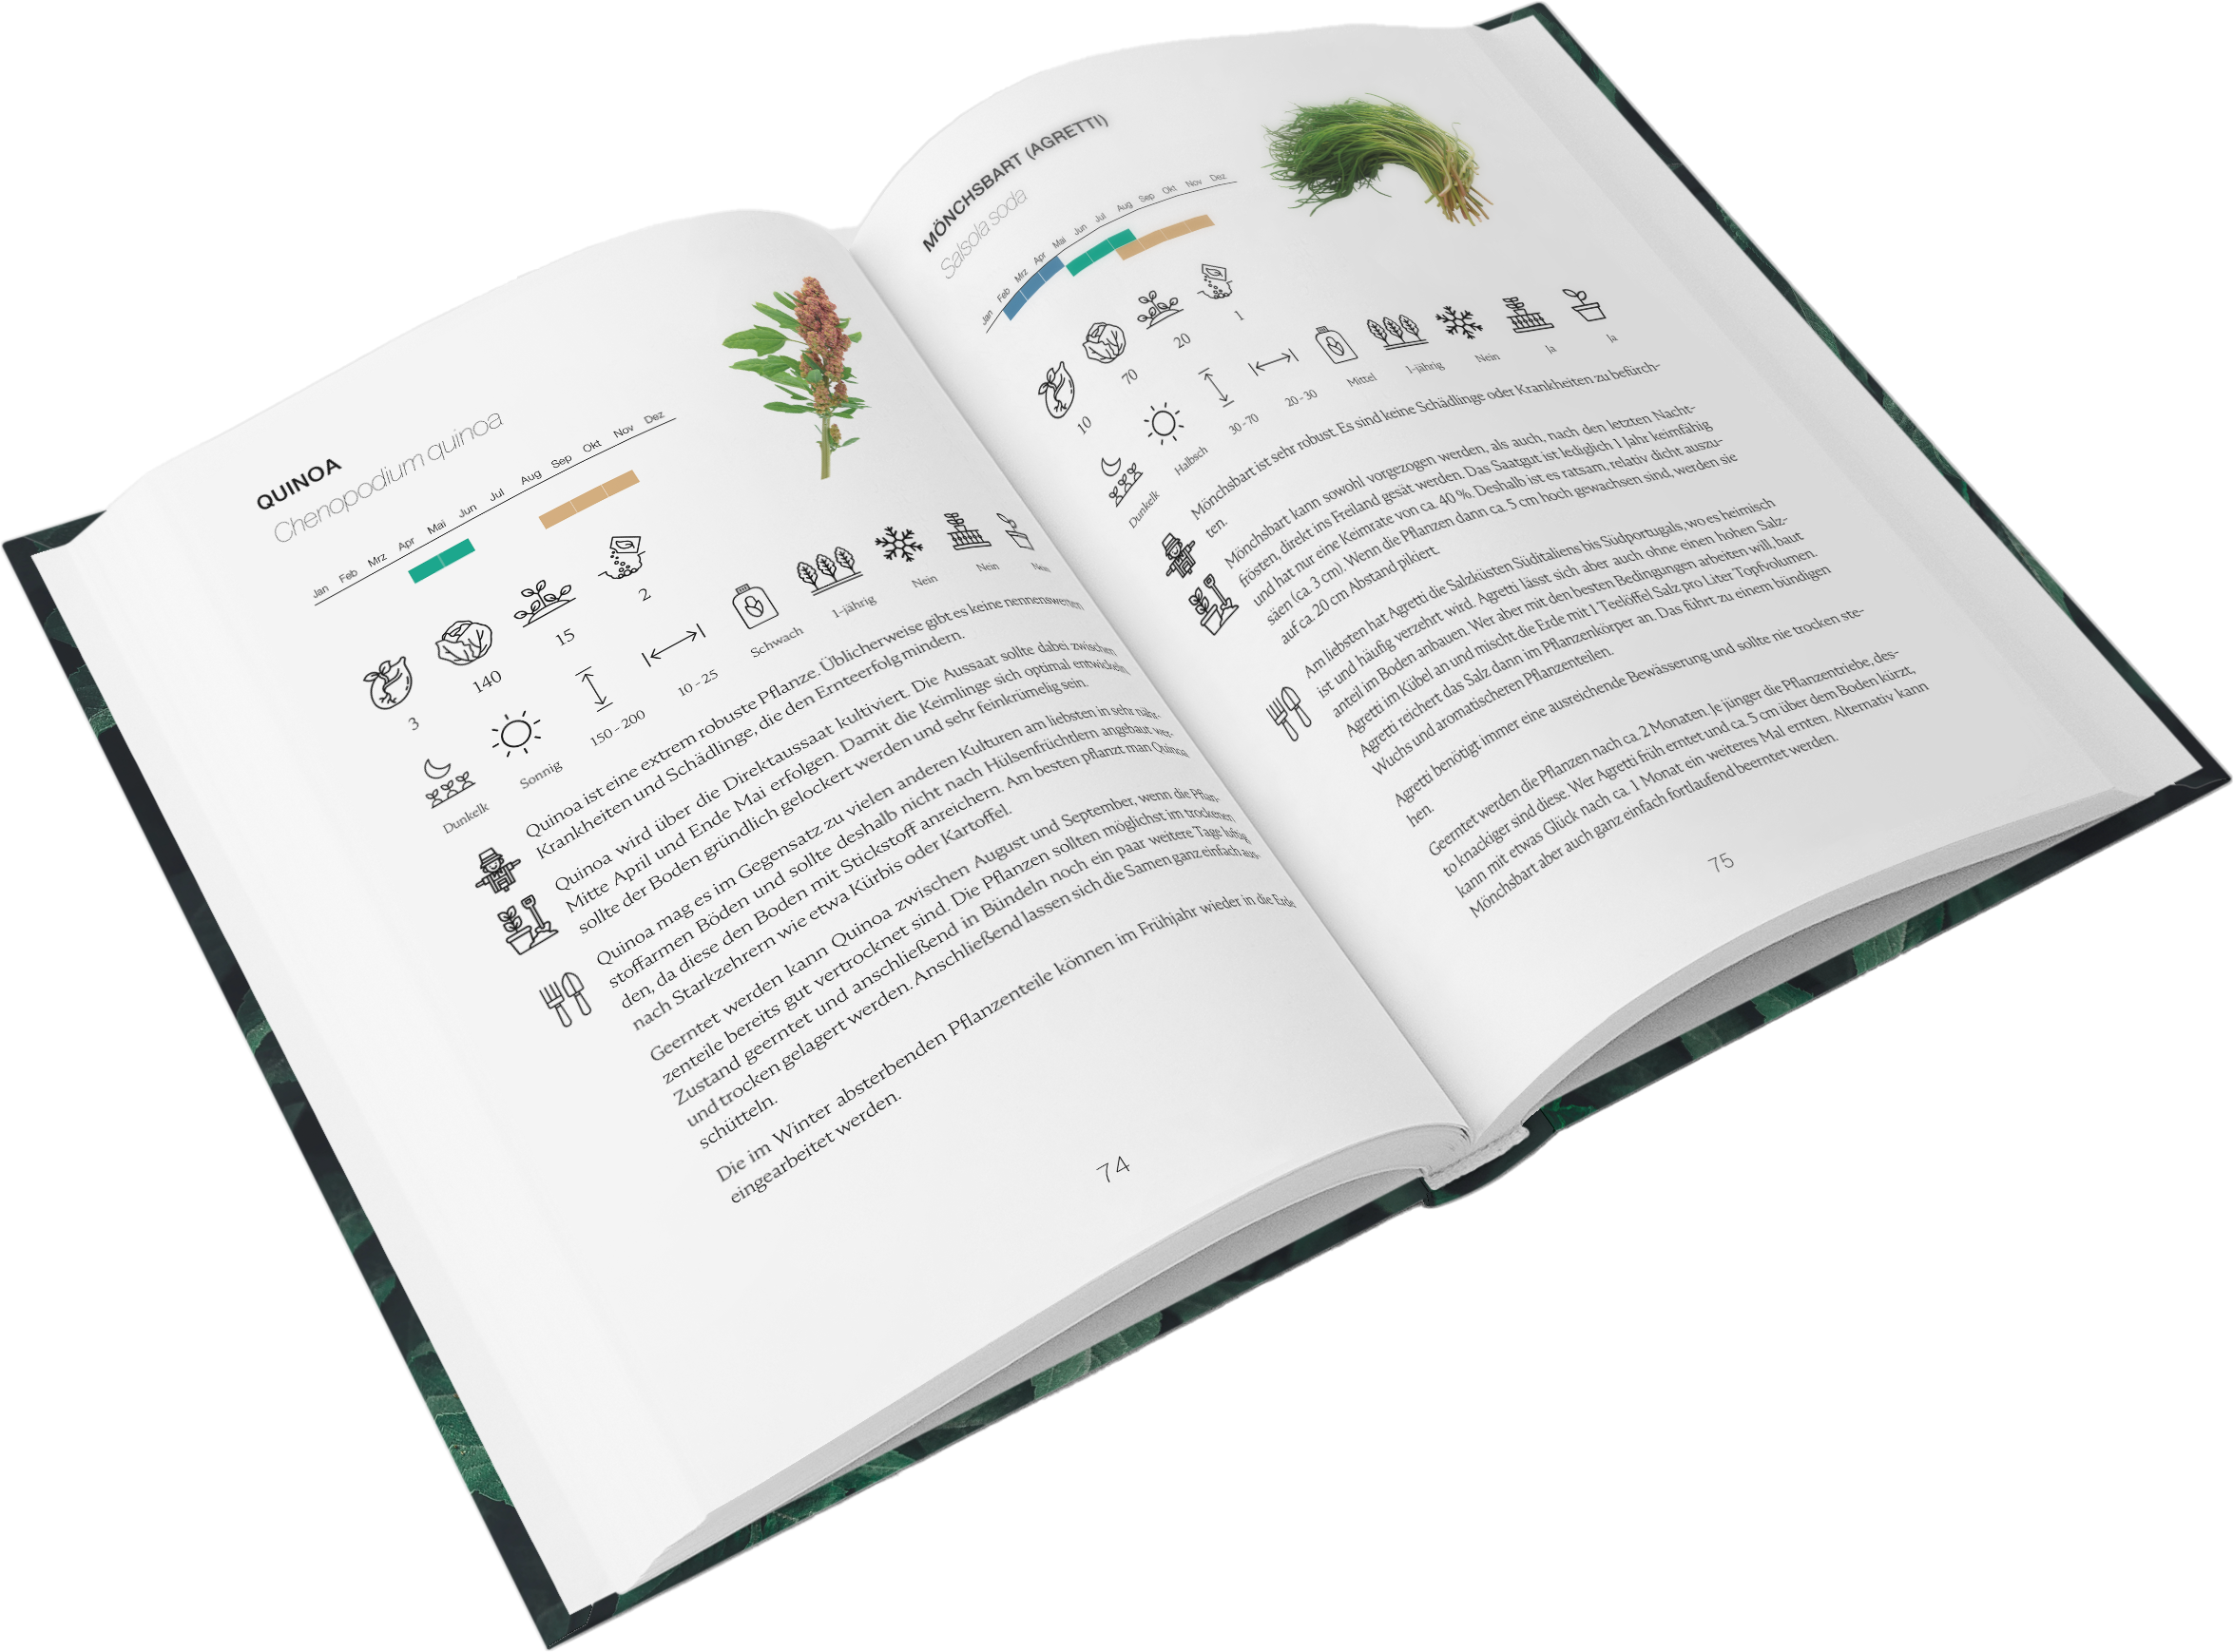 QUINOA
Chenopodium quinoa
Jan Feb Mrz Apr Mai Jun Jul Aug Sep Okt Nov Dez
3 140 15 2
Dunkelk Sonnig 150 - 200 10 - 25 Schwach 1-jährig Nein Nein Nein
Quinoa ist eine extrem robuste Pflanze. Üblicherweise gibt es keine nennenswerten
Krankheiten und Schädlinge, die den Ernteerfolg mindern.
Quinoa wird über die Direktaussaat kultiviert. Die Aussaat sollte dabei zwischen
Mitte April und Ende Mai erfolgen. Damit die Keimlinge sich optimal entwickeln
sollte der Boden gründlich gelockert werden und sehr feinkrümelig sein.
Quinoa mag es im Gegensatz zu vielen anderen Kulturen am liebsten in sehr nähr-
stoffarmen Böden und sollte deshalb nicht nach Hülsenfrüchtlern angebaut wer-
den, da diese den Boden mit Stickstoff anreichern. Am besten pflanzt man Quinoa
nach Starkzehrern wie etwa Kürbis oder Kartoffel.
Geerntet werden kann Quinoa zwischen August und September, wenn die Pflan-
zenteile bereits gut vertrocknet sind. Die Pflanzen sollten möglichst im trockenen
Zustand geerntet und anschließend in Bündeln noch ein paar weitere Tage luftig
und trocken gelagert werden. Anschließend lassen sich die Samen ganz einfach aus-
schütteln.
Die im Winter absterbenden Pflanzenteile können im Frühjahr wieder in die Erde
eingearbeitet werden.
74
MÖNCHSBART (AGRETTI)
Salsola soda
Jan Feb Mrz Apr Mai Jun Jul Aug Sep Okt Nov Dez
10 70 20 1
Dunkelk Halbsch 30 - 70 20 - 30 Mittel 1-jährig Nein Ja Ja
Mönchsbart ist sehr robust. Es sind keine Schädlinge oder Krankheiten zu befürch-
ten.
Mönchsbart kann sowohl vorgezogen werden, als auch, nach den letzten Nacht-
frösten, direkt ins Freiland gesät werden. Das Saatgut ist lediglich 1 Jahr keimfähig
und hat nur eine Keimrate von ca. 40 %. Deshalb ist es ratsam, relativ dicht auszu-
säen (ca. 3 cm). Wenn die Pflanzen dann ca. 5 cm hoch gewachsen sind, werden sie
auf ca. 20 cm Abstand pikiert.
Am liebsten hat Agretti die Salzküsten Süditaliens bis Südportugals, wo es heimisch
ist und häufig verzehrt wird. Agretti lässt sich aber auch ohne einen hohen Salz-
anteil im Boden anbauen. Wer aber mit den besten Bedingungen arbeiten will, baut
Agretti im Kübel an und mischt die Erde mit 1 Teelöffel Salz pro Liter Topfvolumen.
Agretti reichert das Salz dann im Pflanzenkörper an. Das führt zu einem bündigen
Wuchs und aromatischeren Pflanzenteilen.
Agretti benötigt immer eine ausreichende Bewässerung und sollte nie trocken ste-
hen.
Geerntet werden die Pflanzen nach ca. 2 Monaten. Je jünger die Pflanzentriebe, des-
to knackiger sind diese. Wer Agretti früh erntet und ca. 5 cm über dem Boden kürzt,
kann mit etwas Glück nach ca. 1 Monat ein weiteres Mal ernten. Alternativ kann
Mönchsbart aber auch ganz einfach fortlaufend beerntet werden.
75